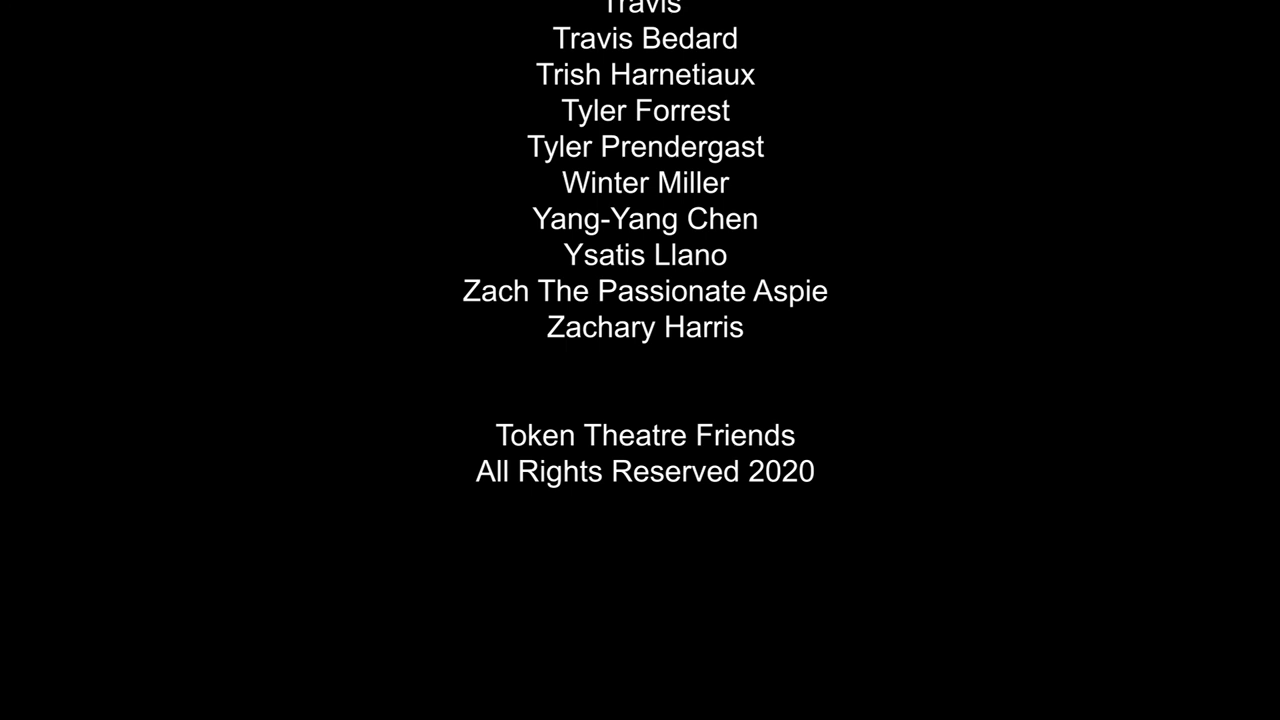 Travis
Travis Bedard
Trish Harnetiaux
Tyler Forrest
Tyler Prendergast
Winter Miller
Yang-Yang Chen
Ysatis Llano
Zach The Passionate Aspie
Zachary Harris
Token Theatre Friends
All Rights Reserved 2020